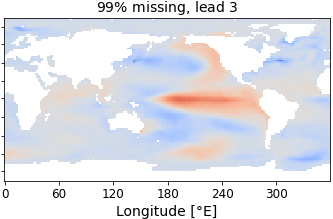 99% missing, lead 3
0 60 120 180 240 300
Longitude [°E]